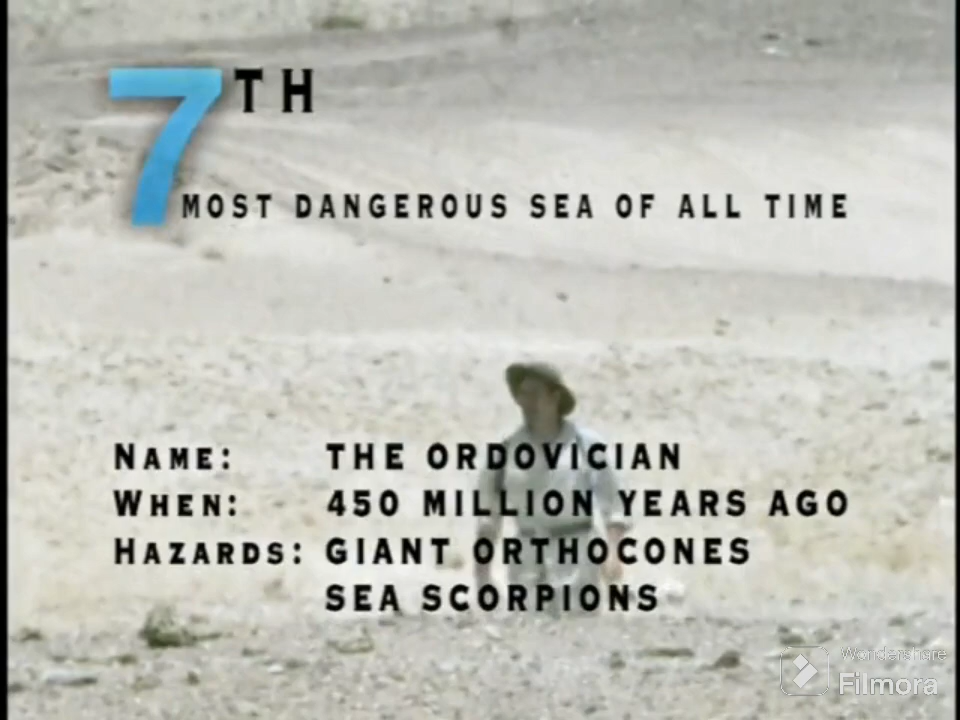 7TH
MOST DANGEROUS SEA OF ALL TIME
NAME: THE ORDOVICIAN
WHEN: 450 MILLION YEARS AGO
HAZARDS: GIANT ORTHOCONES
SEA SCORPIONS
Wondershare
Filmora